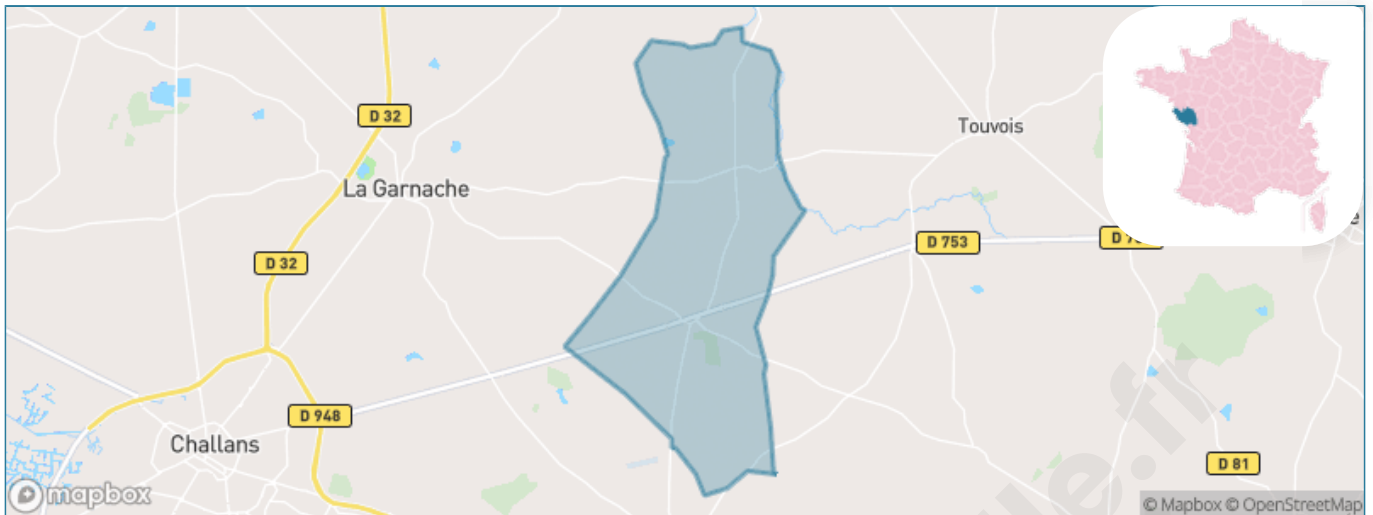 D 32
Touvois
La Garnache
D 753
D 32
D 948
Challans
D 81
mapbox
© Mapbox © OpenStreetMap